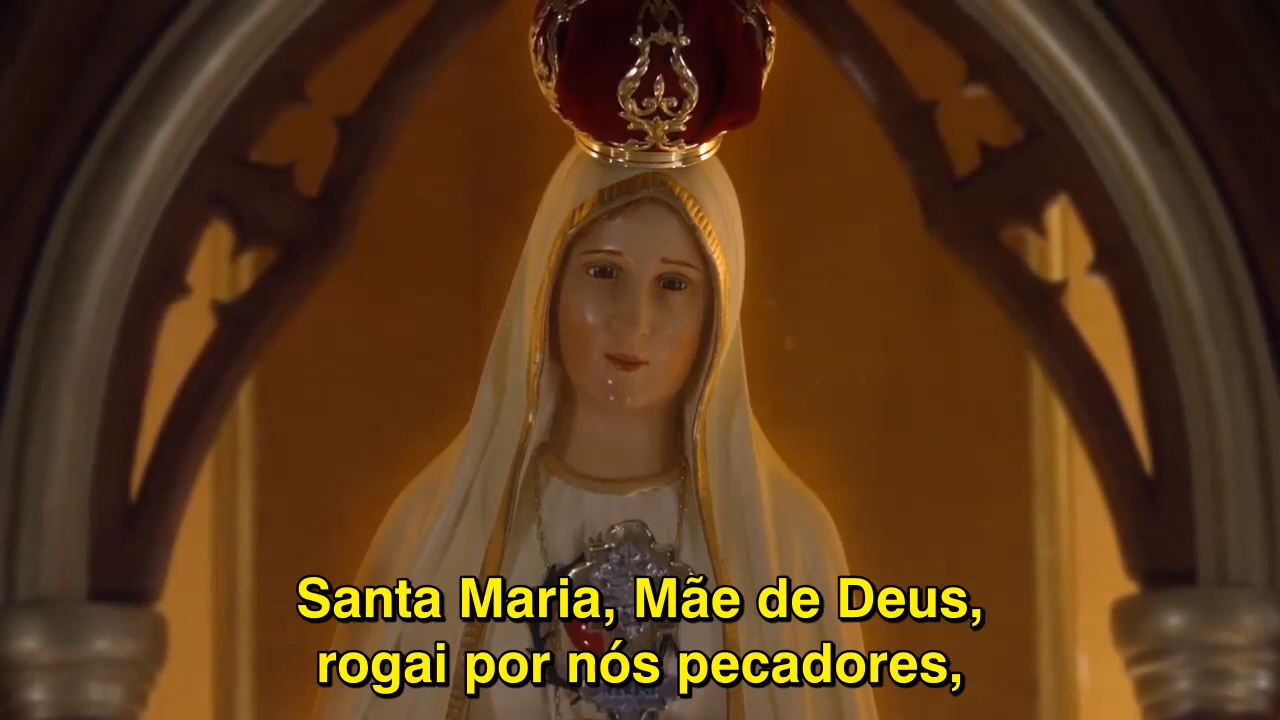 Santa Maria, Mãe de Deus,
rogai por nós pecadores,